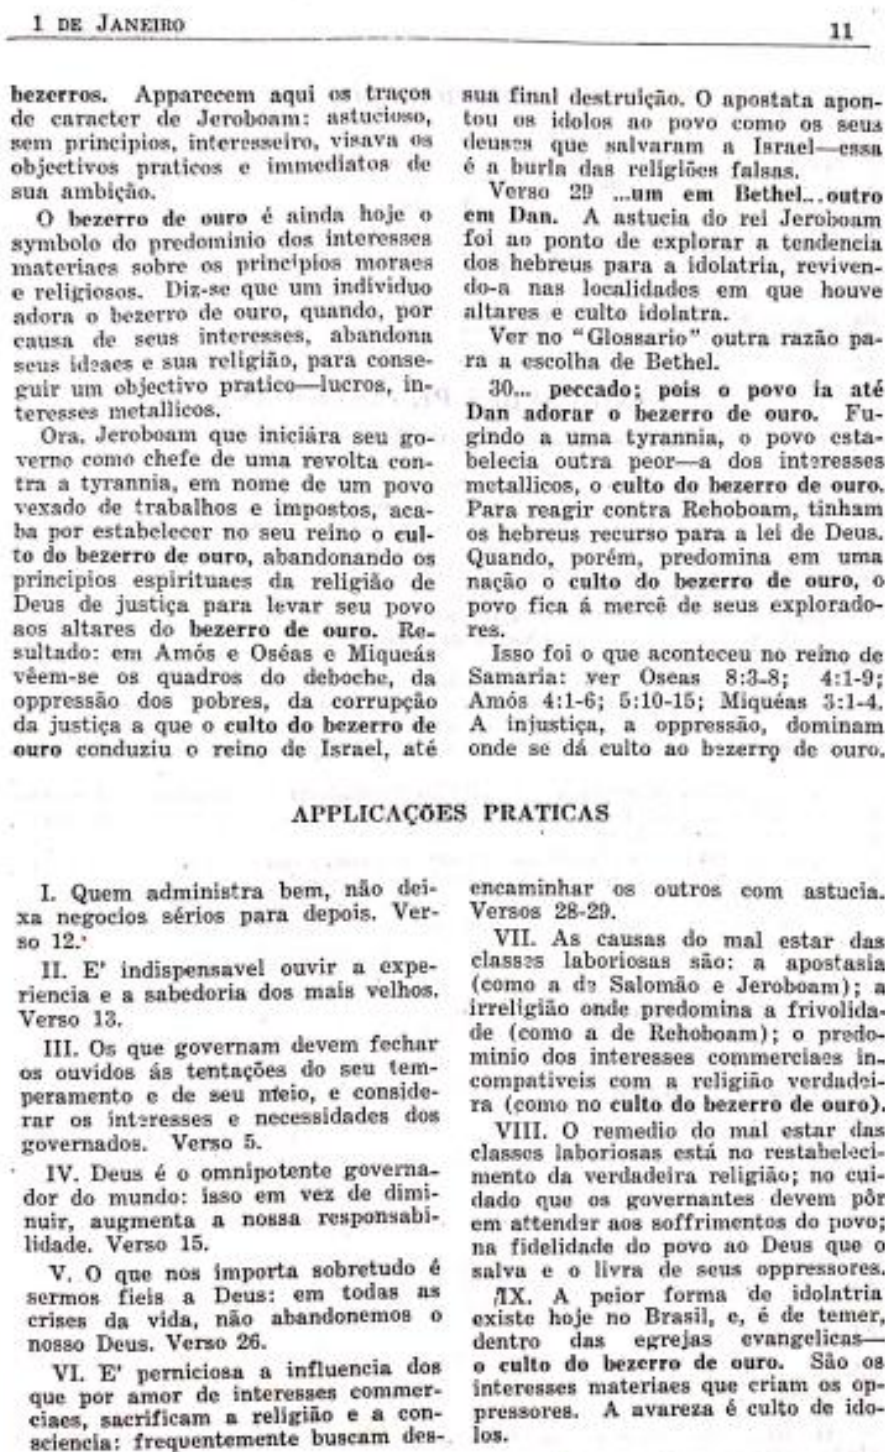 1 DE JANEIRO
11
bezerros. Apparecem aqui os traços
de caracter de Jeroboam: astucioso,
sem principios, interesseiro, visava os
objectivos praticos e immediatos de
sua ambição.
O bezerro de ouro é ainda hoje o
symbolo do predominio dos interesses
materiaes sobre os principios moraes
e religiosos. Diz-se que um individuo
adora o bezerro de ouro, quando, por
causa de seus interesses, abandona
seus ideaes e sua religião, para conse-
guir um objectivo pratico—lucros, in-
teresses metallicos.
Ora. Jeroboam que iniciára seu go-
verno como chefe de uma revolta con-
tra a tyrannia, em nome de um povo
vexado de trabalhos e impostos, aca-
ba por estabelecer no seu reino o cul-
to do bezerro de ouro, abandonando os
principios espirituaes da religião de
Deus de justiça para levar seu povo
aos altares do bezerro de ouro. Re-
sultado: em Amós e Oséas e Miqueás
vêem-se os quadros do deboche, da
oppressão dos pobres, da corrupção
da justiça a que o culto do bezerro de
ouro conduziu o reino de Israel, até
sua final destruição. O apostata apon-
tou os idolos ao povo como os seus
deuses que salvaram a Israel—essa
é a burla das religiões falsas.
Verso 29 ...um em Bethel...outro
em Dan. A astucia do rei Jeroboam
foi ao ponto de explorar a tendencia
dos hebreus para a idolatria, reviven-
do-a nas localidades em que houve
altares e culto idolatra.
Ver no "Glossario" outra razão pa-
ra a escolha de Bethel.
30... peccado; pois o povo ia até
Dan adorar o bezerro de ouro. Fu-
gindo a uma tyrannia, o povo esta-
belecia outra peor—a dos interesses
metallicos, o culto do bezerro de ouro.
Para reagir contra Rehoboam, tinham
os hebreus recurso para a lei de Deus.
Quando, porém, predomina em uma
nação o culto do bezerro de ouro, o
povo fica á mercê de seus explorado-
res.
Isso foi o que aconteceu no reino de
Samaria: ver Oseas 8:3-8; 4:1-9;
Amós 4:1-6; 5:10-15; Miquéas 3:1-4.
A injustiça, a oppressão, dominam
onde se dá culto ao bezerro de ouro.
APPLICAÇÕES PRATICAS
I. Quem administra bem, não dei-
xa negocios sérios para depois. Ver-
so 12.
II. E' indispensavel ouvir a expe-
riencia e a sabedoria dos mais velhos.
Verso 13.
III. Os que governam devem fechar
os ouvidos ás tentações do seu tem-
peramento e de seu meio, e conside-
rar os interesses e necessidades dos
governados. Verso 5.
IV. Deus é o omnipotente governa-
dor do mundo: isso em vez de dimi-
nuir, augmenta a nossa responsabi-
lidade. Verso 15.
V. O que nos importa sobretudo é
sermos fieis a Deus: em todas as
crises da vida, não abandonemos o
nosso Deus. Verso 26.
VI. E' perniciosa a influencia dos
que por amor de interesses commer-
ciaes, sacrificam a religião e a con-
sciencia: frequentemente buscam des-
encaminhar os outros com astucia.
Versos 28-29.
VII. As causas do mal estar das
classes laboriosas são: a apostasia
(como a de Salomão e Jeroboam); a
irreligião onde predomina a frivolida-
de (como a de Rehoboam); o predo-
minio dos interesses commerciaes in-
compativeis com a religião verdadei-
ra (como no culto do bezerro de ouro).
VIII. O remedio do mal estar das
classes laboriosas está no restabeleci-
mento da verdadeira religião; no cui-
dado que os governantes devem pôr
em attender aos soffrimentos do povo;
na fidelidade do povo ao Deus que o
salva e o livra de seus oppressores.
IX. A peior forma de idolatria
existe hoje no Brasil, e, é de temer,
dentro das egrejas evangelicas—
o culto do bezerro de ouro. São os
interesses materiaes que criam os op-
pressores. A avareza é culto de ido-
los.